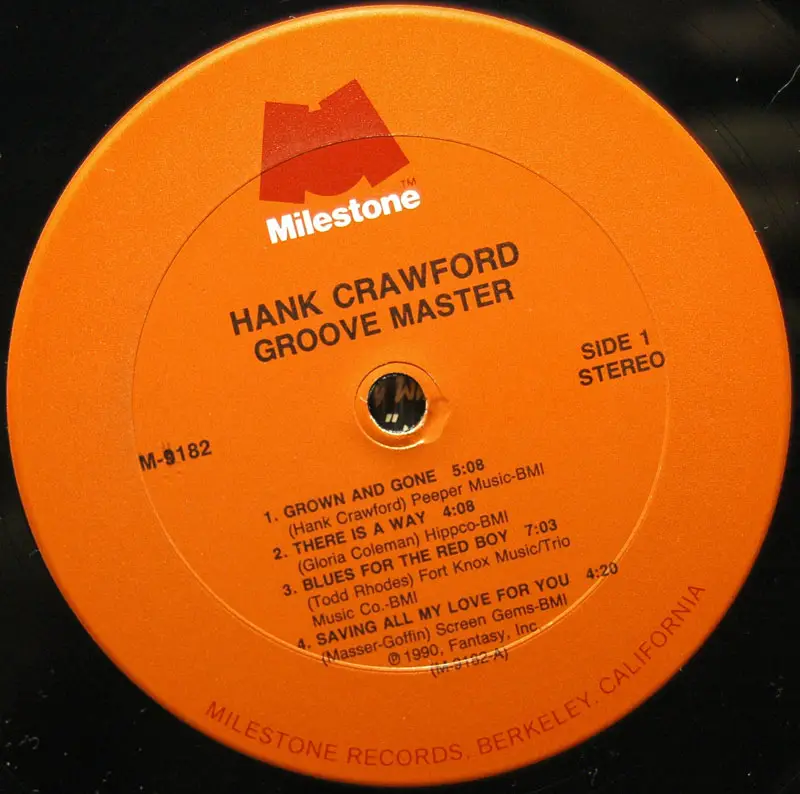 Milestone™
HANK CRAWFORD
GROOVE MASTER
SIDE 1
STEREO
M-9182
1. GROWN AND GONE 5:08
(Hank Crawford) Peeper Music-BMI
2. THERE IS A WAY 4:08
(Gloria Coleman) Hippco-BMI
3. BLUES FOR THE RED BOY 7:03
(Todd Rhodes) Fort Knox Music/Trio
Music Co.-BMI
4. SAVING ALL MY LOVE FOR YOU 4:20
(Masser-Goffin) Screen Gems-BMI
℗ 1990, Fantasy, Inc.
(M-9182-A)
MILESTONE RECORDS, BERKELEY, CALIFORNIA